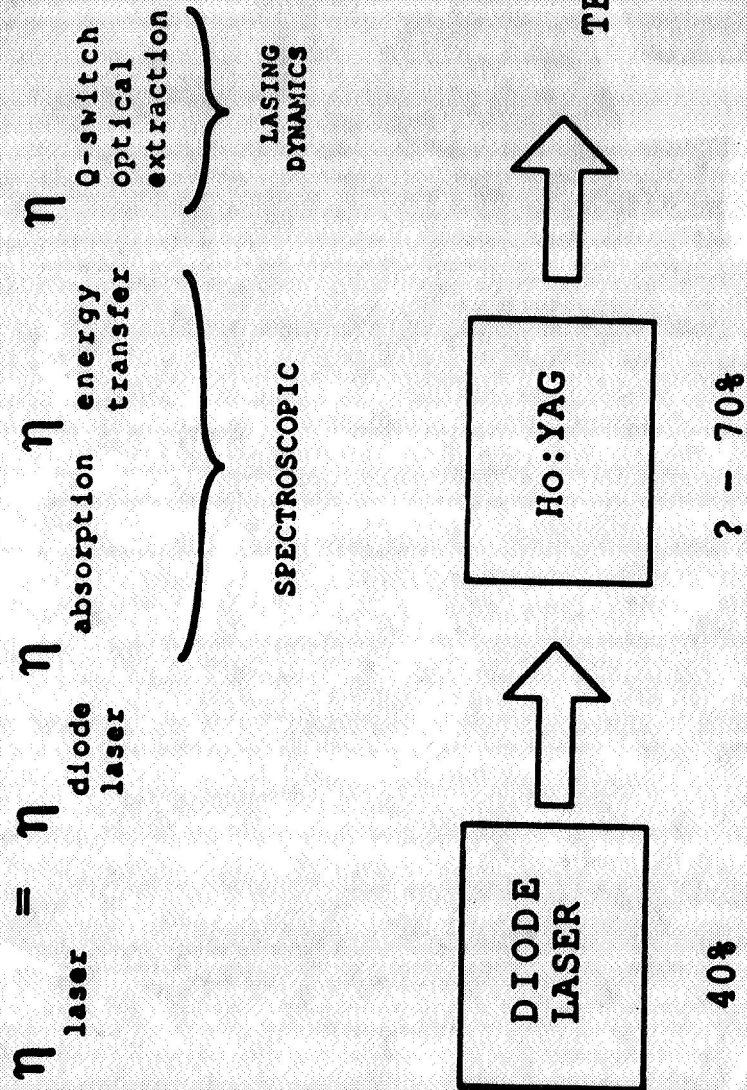 η laser = η diode laser η absorption η energy transfer η Q-switch optical extraction
SPECTROSCOPIC
LASING
DYNAMICS
DIODE
LASER
Ho:YAG
40%
? - 70%